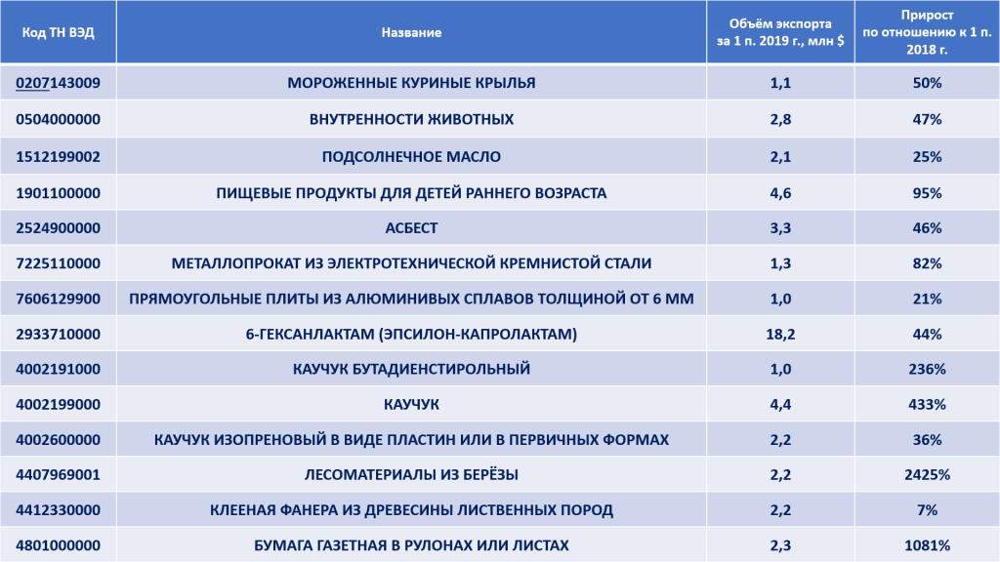 Код ТН ВЭД Название Объём экспорта за 1 п. 2019 г., млн $ Прирост по отношению к 1 п. 2018 г.
0207143009 МОРОЖЕННЫЕ КУРИНЫЕ КРЫЛЬЯ 1,1 50%
0504000000 ВНУТРЕННОСТИ ЖИВОТНЫХ 2,8 47%
1512199002 ПОДСОЛНЕЧНОЕ МАСЛО 2,1 25%
1901100000 ПИЩЕВЫЕ ПРОДУКТЫ ДЛЯ ДЕТЕЙ РАННЕГО ВОЗРАСТА 4,6 95%
2524900000 АСБЕСТ 3,3 46%
7225110000 МЕТАЛЛОПРОКАТ ИЗ ЭЛЕКТРОТЕХНИЧЕСКОЙ КРЕМНИСТОЙ СТАЛИ 1,3 82%
7606129900 ПРЯМОУГОЛЬНЫЕ ПЛИТЫ ИЗ АЛЮМИНИВЫХ СПЛАВОВ ТОЛЩИНОЙ ОТ 6 ММ 1,0 21%
2933710000 6-ГЕКСАНЛАКТАМ (ЭПСИЛОН-КАПРОЛАКТАМ) 18,2 44%
4002191000 КАУЧУК БУТАДИЕНСТИРОЛЬНЫЙ 1,0 236%
4002199000 КАУЧУК 4,4 433%
4002600000 КАУЧУК ИЗОПРЕНОВЫЙ В ВИДЕ ПЛАСТИН ИЛИ В ПЕРВИЧНЫХ ФОРМАХ 2,2 36%
4407969001 ЛЕСОМАТЕРИАЛЫ ИЗ БЕРЁЗЫ 2,2 2425%
4412330000 КЛЕЕНАЯ ФАНЕРА ИЗ ДРЕВЕСИНЫ ЛИСТВЕННЫХ ПОРОД 2,2 7%
4801000000 БУМАГА ГАЗЕТНАЯ В РУЛОНАХ ИЛИ ЛИСТАХ 2,3 1081%